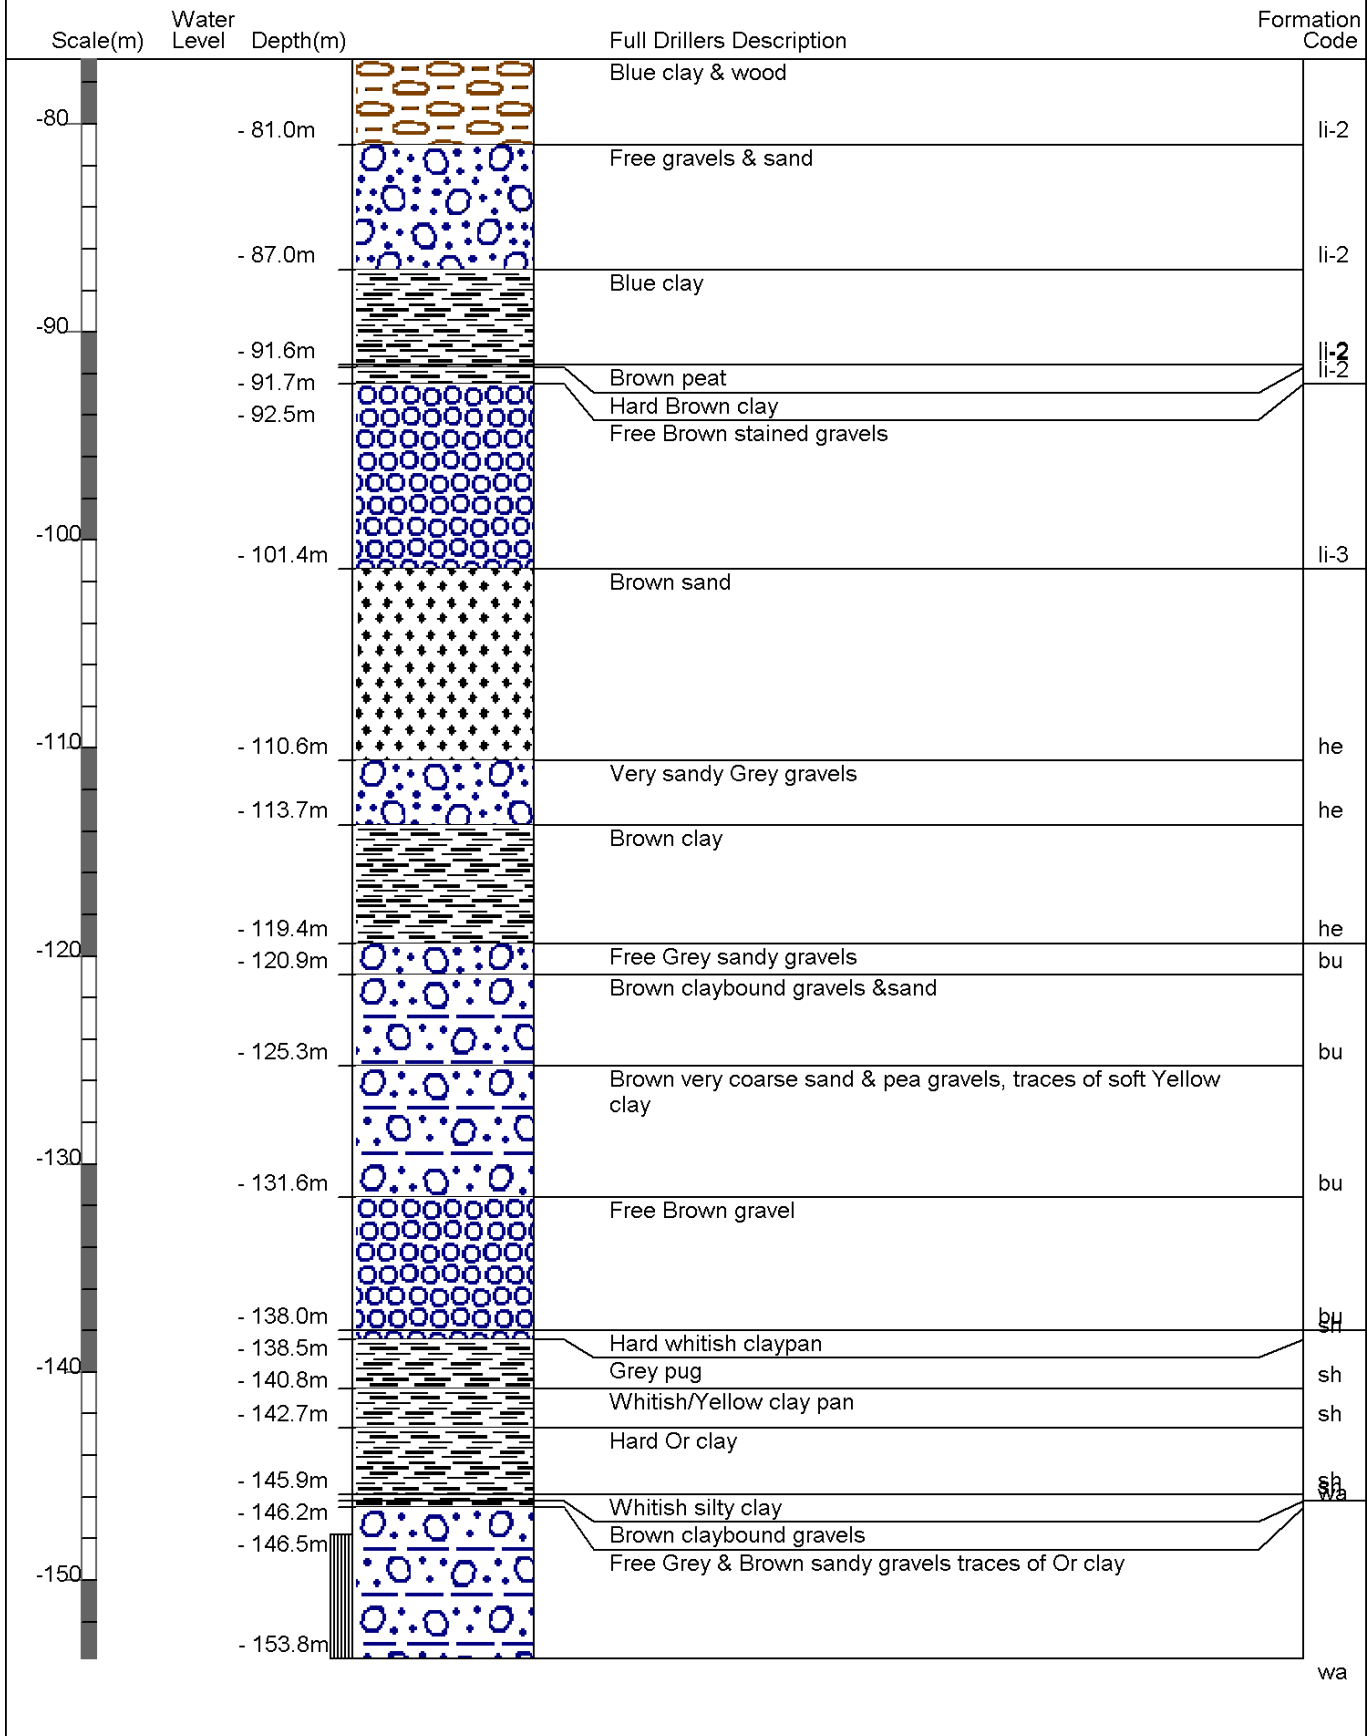 Scale(m) Water Level Depth(m) Full Drillers Description Formation Code
Blue clay & wood
-80 - 81.0m li-2
Free gravels & sand
- 87.0m li-2
Blue clay
-90
- 91.6m li-2
- 91.7m Brown peat li-2
- 92.5m Hard Brown clay
Free Brown stained gravels
-100 - 101.4m li-3
Brown sand
-110 - 110.6m he
Very sandy Grey gravels
- 113.7m he
Brown clay
- 119.4m he
-120 - 120.9m Free Grey sandy gravels bu
Brown claybound gravels &sand
- 125.3m bu
Brown very coarse sand & pea gravels, traces of soft Yellow
clay
-130
- 131.6m bu
Free Brown gravel
- 138.0m bu
sh
- 138.5m Hard whitish claypan
-140 - 140.8m Grey pug sh
- 142.7m Whitish/Yellow clay pan sh
Hard Or clay
- 145.9m sh
sh
wa
- 146.2m Whitish silty clay
- 146.5m Brown claybound gravels
-150 Free Grey & Brown sandy gravels traces of Or clay
- 153.8m
wa